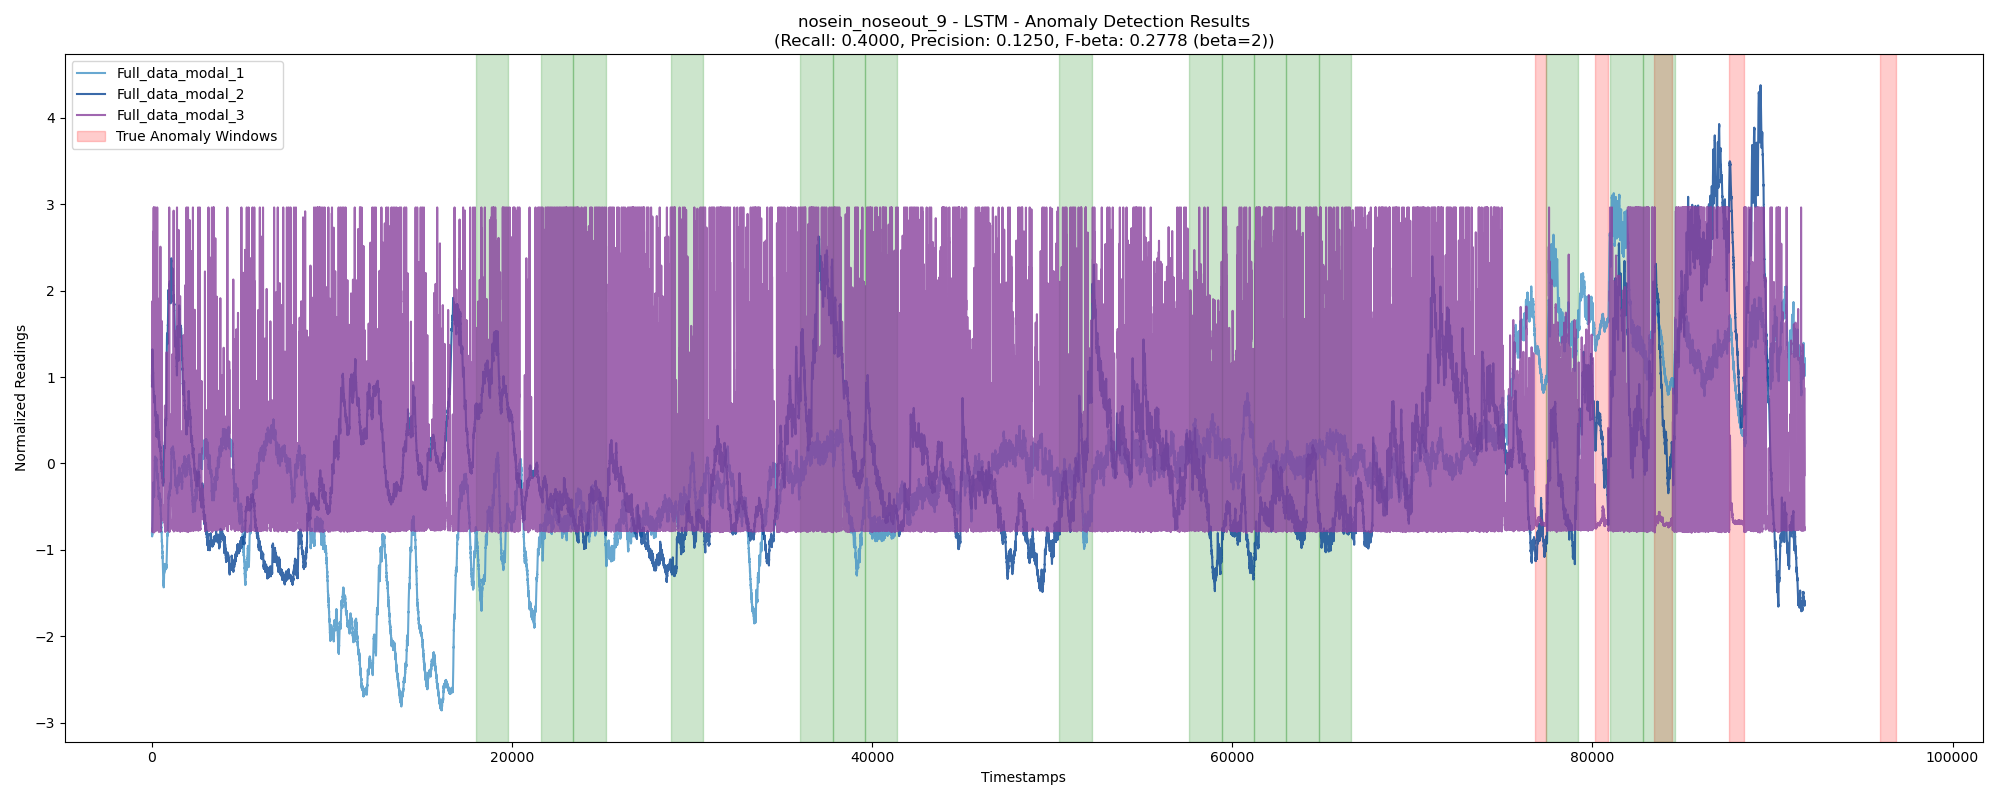 nosein_noseout_9 - LSTM - Anomaly Detection Results
(Recall: 0.4000, Precision: 0.1250, F-beta: 0.2778 (beta=2))
Full_data_modal_1
Full_data_modal_2
Full_data_modal_3
True Anomaly Windows
Normalized Readings
4
3
2
1
0
−1
−2
−3
0
20000
40000
60000
80000
100000
Timestamps